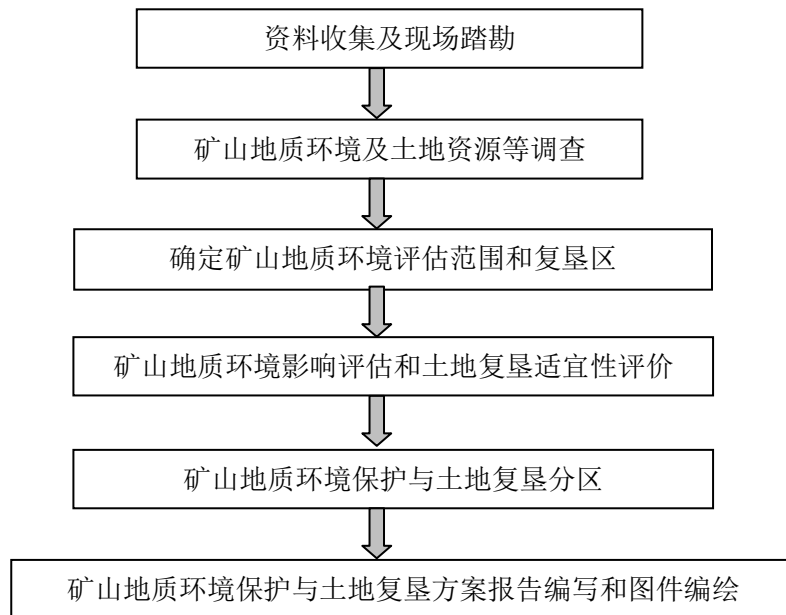 资料收集及现场踏勘
矿山地质环境及土地资源等调查
确定矿山地质环境评估范围和复垦区
矿山地质环境影响评估和土地复垦适宜性评价
矿山地质环境保护与土地复垦分区
矿山地质环境保护与土地复垦方案报告编写和图件编绘